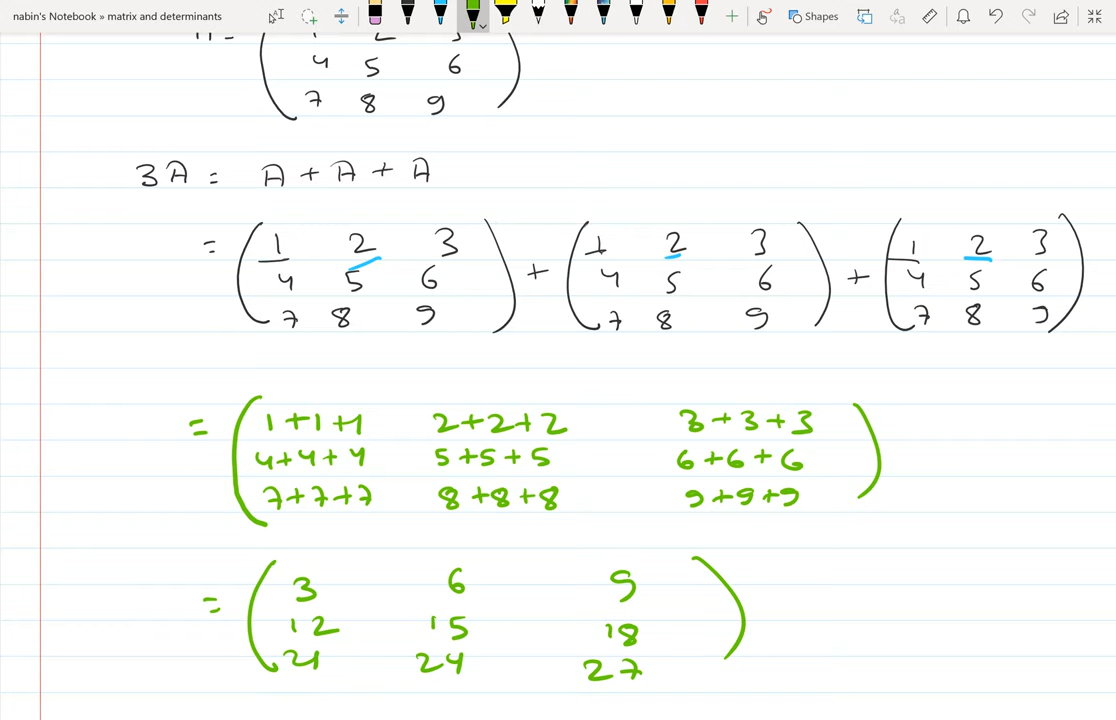 nabin's Notebook » matrix and determinants
Shapes
4 5 6
7 8 9
3A = A + A + A
= ( 1 2 3 ) + ( 1 2 3 ) + ( 1 2 3 )
4 5 6 4 5 6 4 5 6
7 8 9 7 8 9 7 8 9
= ( 1+1+1 2+2+2 3+3+3 )
4+4+4 5+5+5 6+6+6
7+7+7 8+8+8 9+9+9
= ( 3 6 9 )
12 15 18
21 24 27